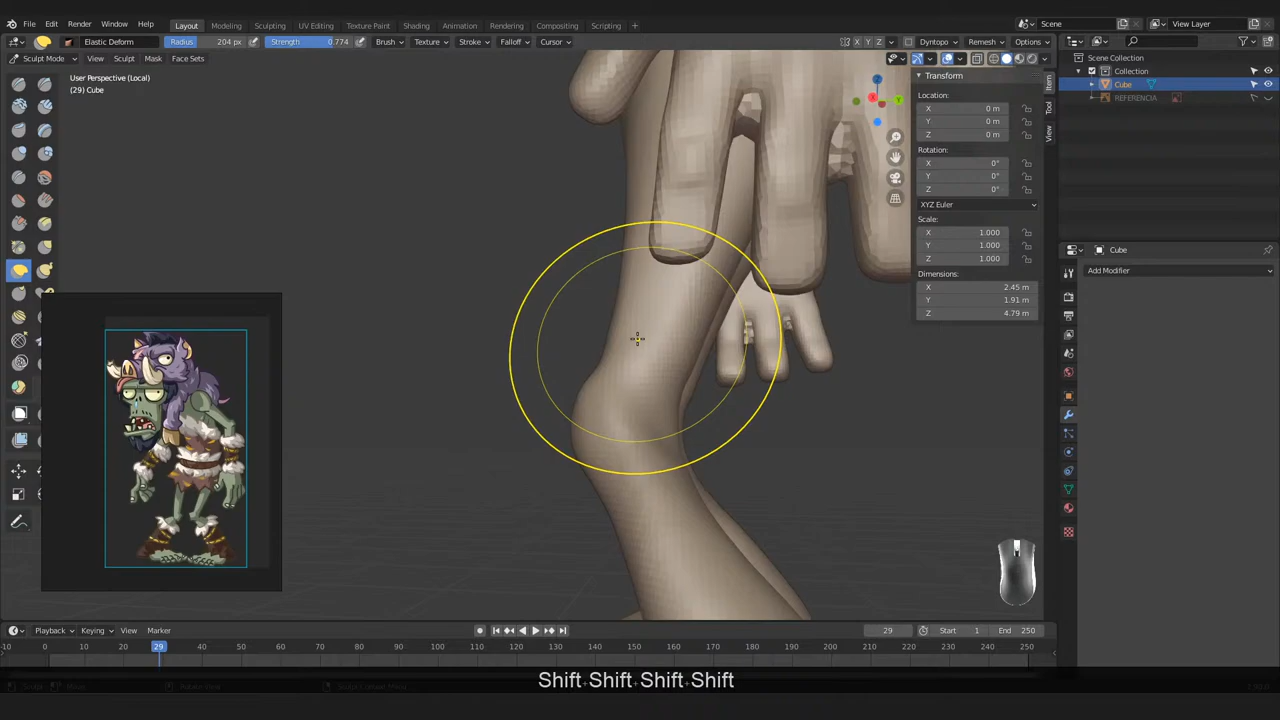 File Edit Render Window Help Layout Modeling Sculpting UV Editing Texture Paint Shading Animation Rendering Compositing Scripting + Scene View Layer
Elastic Deform Radius 204 px Strength 0.774 Brush Texture Stroke Falloff Cursor X Y Z Dyntopo Remesh Options
Sculpt Mode View Sculpt Mask Face Sets
User Perspective (Local)
(29) Cube
Transform
Location:
X 0 m
Y 0 m
Z 0 m
Rotation:
X 0°
Y 0°
Z 0°
XYZ Euler
Scale:
X 1.000
Y 1.000
Z 1.000
Dimensions:
X 2.45 m
Y 1.91 m
Z 4.79 m
Item
Tool
View
Z
X
Y
Scene Collection
Collection
Cube
REFERENCIA
Cube
Add Modifier
Playback Keying View Marker 29 Start 1 End 250
-10 0 10 20 29 40 50 60 70 80 90 100 110 120 130 140 150 160 170 180 190 200 210 220 230 240 250
Shift+Shift+Shift+Shift